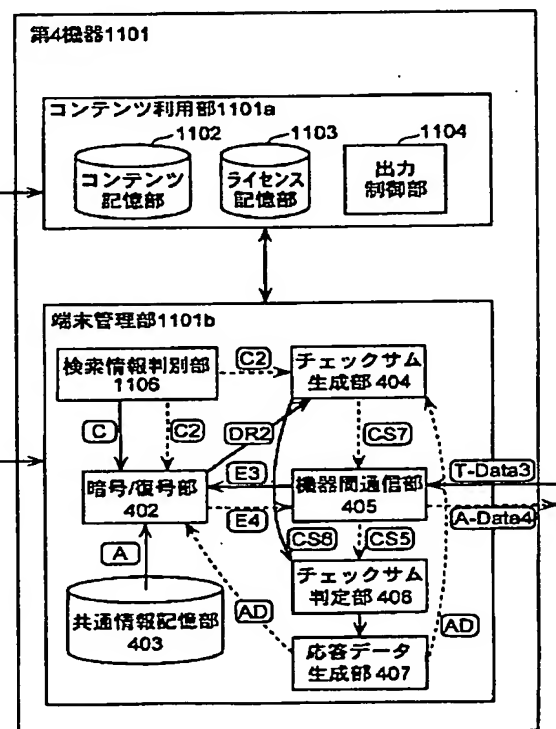 第4機器1101
コンテンツ利用部1101a
1102
1103
1104
コンテンツ
記憶部
ライセンス
記憶部
出力
制御部
端末管理部1101b
検索情報判別部
1106
C2
チェックサム
生成部 404
C
C2
DR2
CS7
T-Data3
暗号/復号部
402
E3
機器間通信部
405
E4
A-Data4
A
CS6
CS5
チェックサム
判定部 406
共通情報記憶部
403
AD
AD
応答データ
生成部 407